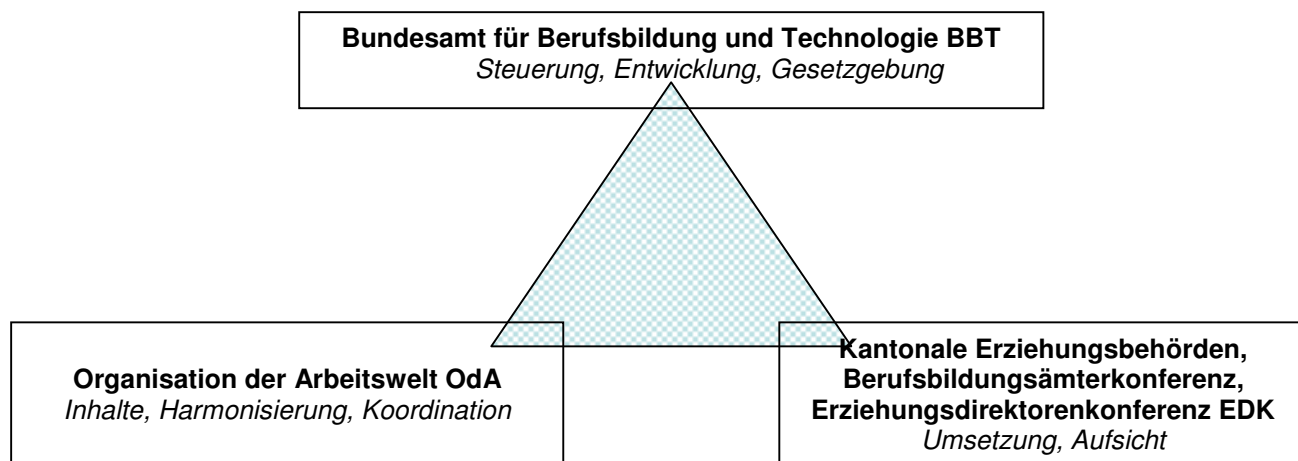 Bundesamt für Berufsbildung und Technologie BBT
Steuerung, Entwicklung, Gesetzgebung
Organisation der Arbeitswelt OdA
Inhalte, Harmonisierung, Koordination
Kantonale Erziehungsbehörden,
Berufsbildungsämterkonferenz,
Erziehungsdirektorenkonferenz EDK
Umsetzung, Aufsicht